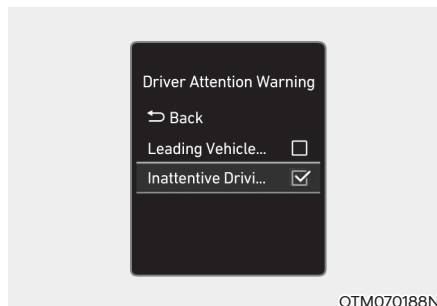 Driver Attention Warning
⮌ Back
Leading Vehicle...
Inattentive Drivi...
OTM070188N